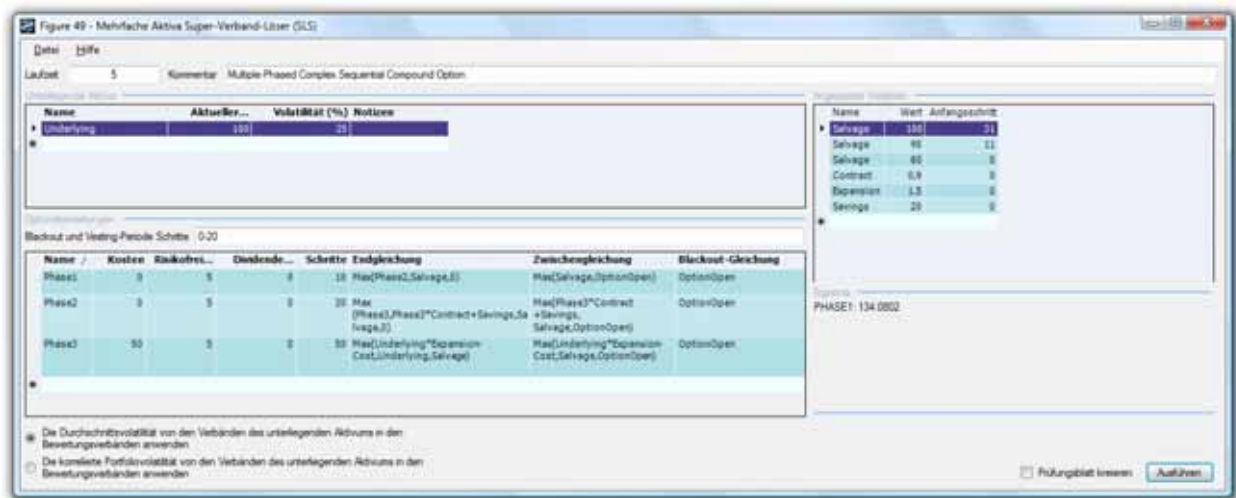 Figure 49 - Mehrfache Aktiva Super-Verband-Löser (SLS)
Datei Hilfe
Laufzeit 5 Kommentar Multiple Phased Complex Sequential Compound Option
Name Aktueller... Volatilität (%) Notizen
Underlying 100 25
Name Wert Anfangsschritt
Salvage 100 31
Salvage 90 11
Salvage 80 0
Contract 0,9 0
Expansion 1,5 0
Savings 20 0
Blackout und Vesting-Periode Schritte 0-20
Name Kosten Risikofrei... Dividende... Schritte Endgleichung Zwischengleichung Blackout-Gleichung
Phase1 0 5 0 10 Max(Phase2,Salvage,0) Max(Salvage,OptionOpen) OptionOpen
Phase2 0 5 0 30 Max (Phase3,Phase3*Contract+Savings,Salvage,0) Max(Phase3*Contract +Savings, Salvage,OptionOpen) OptionOpen
Phase3 50 5 0 50 Max(Underlying*Expansion-Cost,Underlying,Salvage) Max(Underlying*Expansion-Cost,Salvage,OptionOpen) OptionOpen
PHASE1: 134.0802
Die Durchschnittsvolatilität von den Verbänden des unterliegenden Aktivums in den
Bewertungsverbänden anwenden
Die korrelierte Portfoliovolatilität von den Verbänden des unterliegenden Aktivums in den
Bewertungsverbänden anwenden
Prüfungsblatt kreieren Ausführen